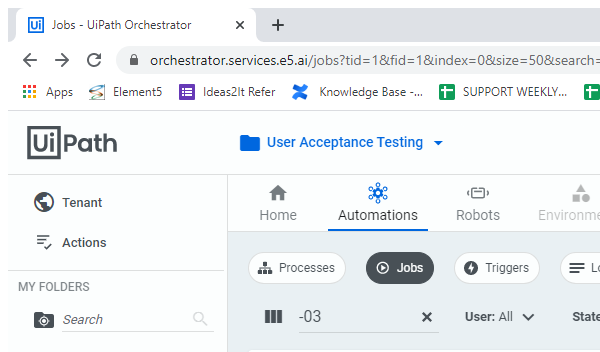 Ui Jobs - UiPath Orchestrator
orchestrator.services.e5.ai/jobs?tid=1&fid=1&index=0&size=50&search=
Apps Element5 Ideas2It Refer Knowledge Base -... SUPPORT WEEKLY...
UiPath
User Acceptance Testing
Tenant
Actions
Home Automations Robots Environme
Processes Jobs Triggers Lo
MY FOLDERS
Search
-03 User: All State